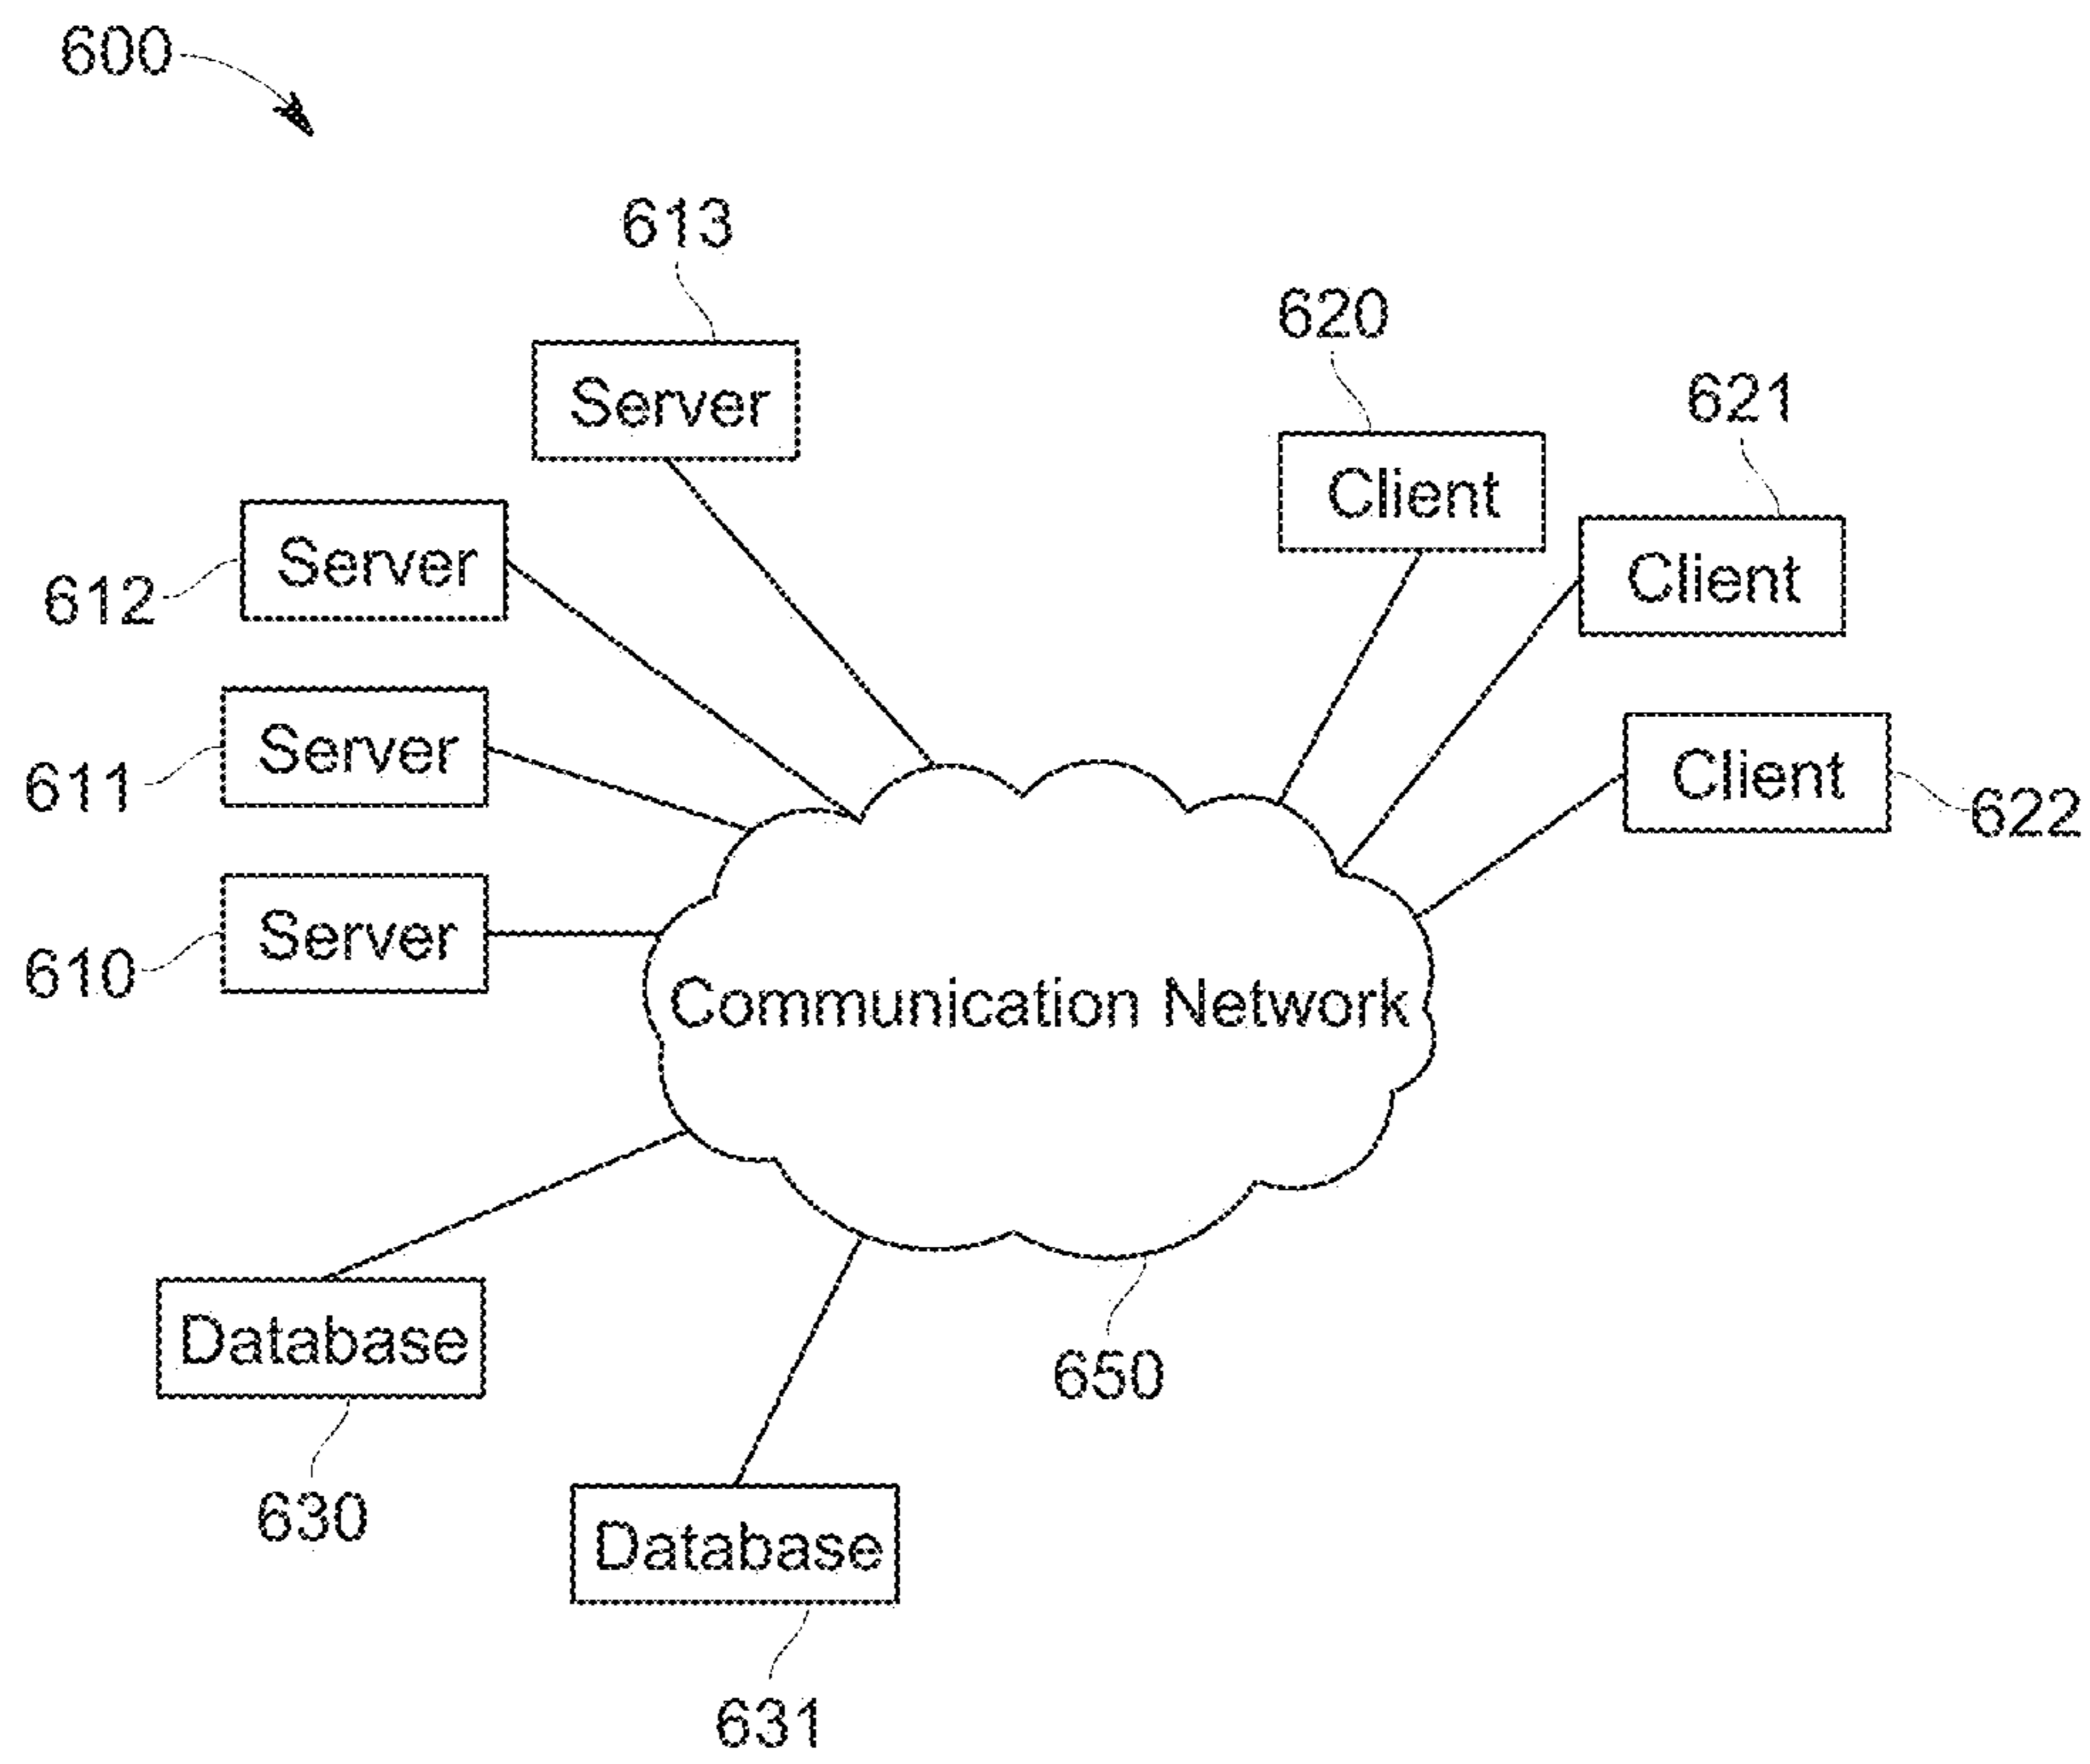 600
613
Server
620
Client
621
Client
612
Server
611
Server
Client
622
610
Server
Communication Network
Database
630
650
Database
631